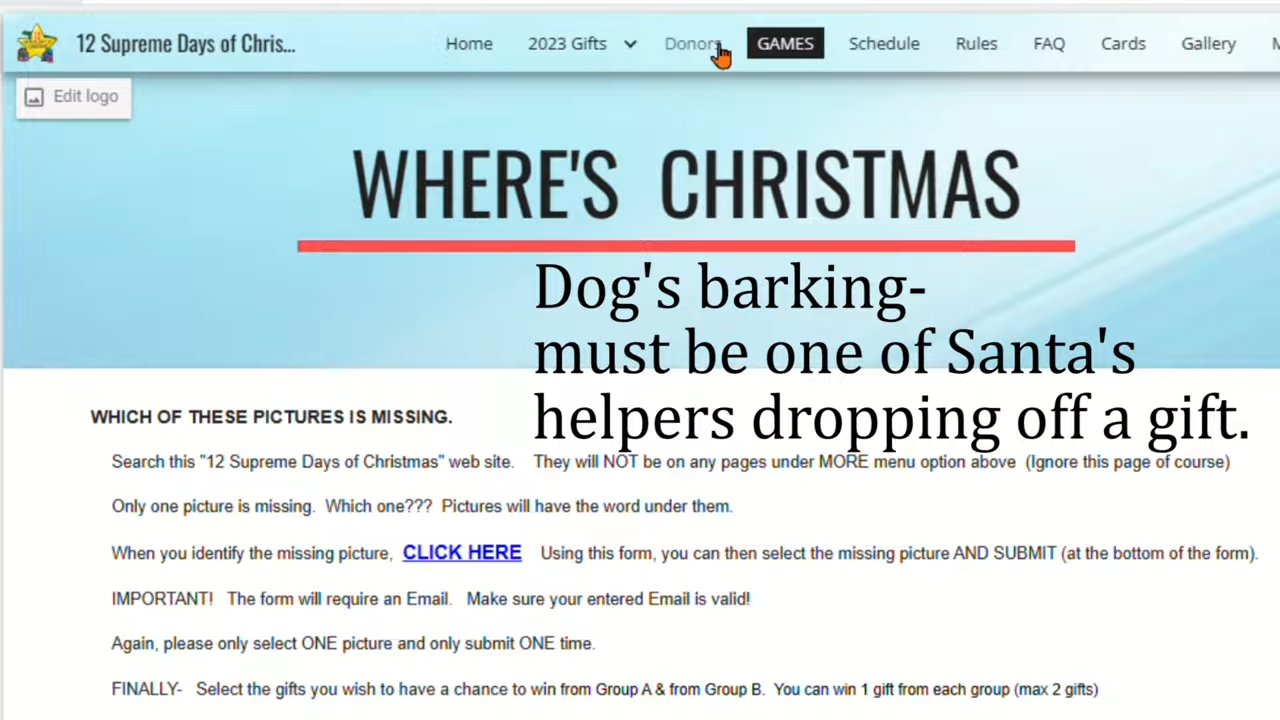 12 Supreme Days of Chris...
Home 2023 Gifts Donors GAMES Schedule Rules FAQ Cards Gallery
Edit logo
WHERE'S CHRISTMAS
Dog's barking-
must be one of Santa's
helpers dropping off a gift.
WHICH OF THESE PICTURES IS MISSING.
Search this "12 Supreme Days of Christmas" web site. They will NOT be on any pages under MORE menu option above (Ignore this page of course)
Only one picture is missing. Which one??? Pictures will have the word under them.
When you identify the missing picture, CLICK HERE Using this form, you can then select the missing picture AND SUBMIT (at the bottom of the form).
IMPORTANT! The form will require an Email. Make sure your entered Email is valid!
Again, please only select ONE picture and only submit ONE time.
FINALLY- Select the gifts you wish to have a chance to win from Group A & from Group B. You can win 1 gift from each group (max 2 gifts)